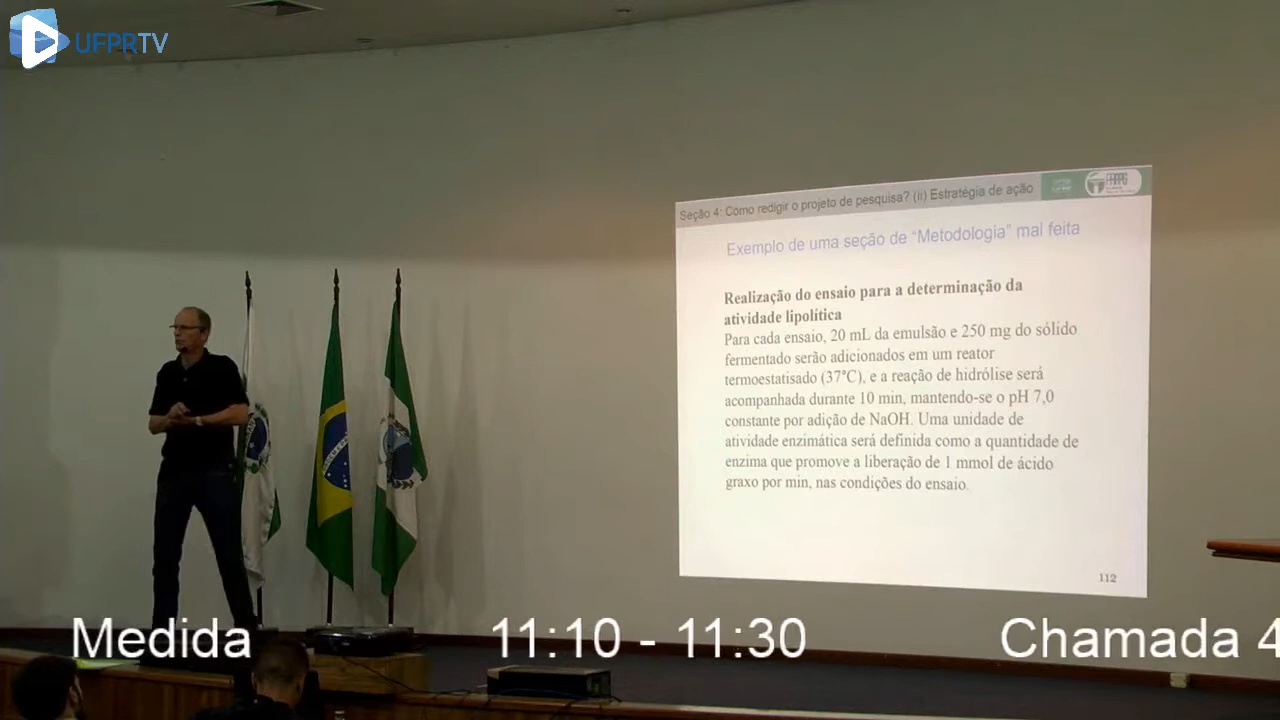 UFPRTV
Seção 4: Como redigir o projeto de pesquisa? (ii) Estratégia de ação
Exemplo de uma seção de “Metodologia” mal feita
Realização do ensaio para a determinação da
atividade lipolítica
Para cada ensaio, 20 mL da emulsão e 250 mg do sólido
fermentado serão adicionados em um reator
termoestatisado (37°C), e a reação de hidrólise será
acompanhada durante 10 min, mantendo-se o pH 7,0
constante por adição de NaOH. Uma unidade de
atividade enzimática será definida como a quantidade de
enzima que promove a liberação de 1 mmol de ácido
graxo por min, nas condições do ensaio.
112
Medida 11:10 - 11:30 Chamada 4